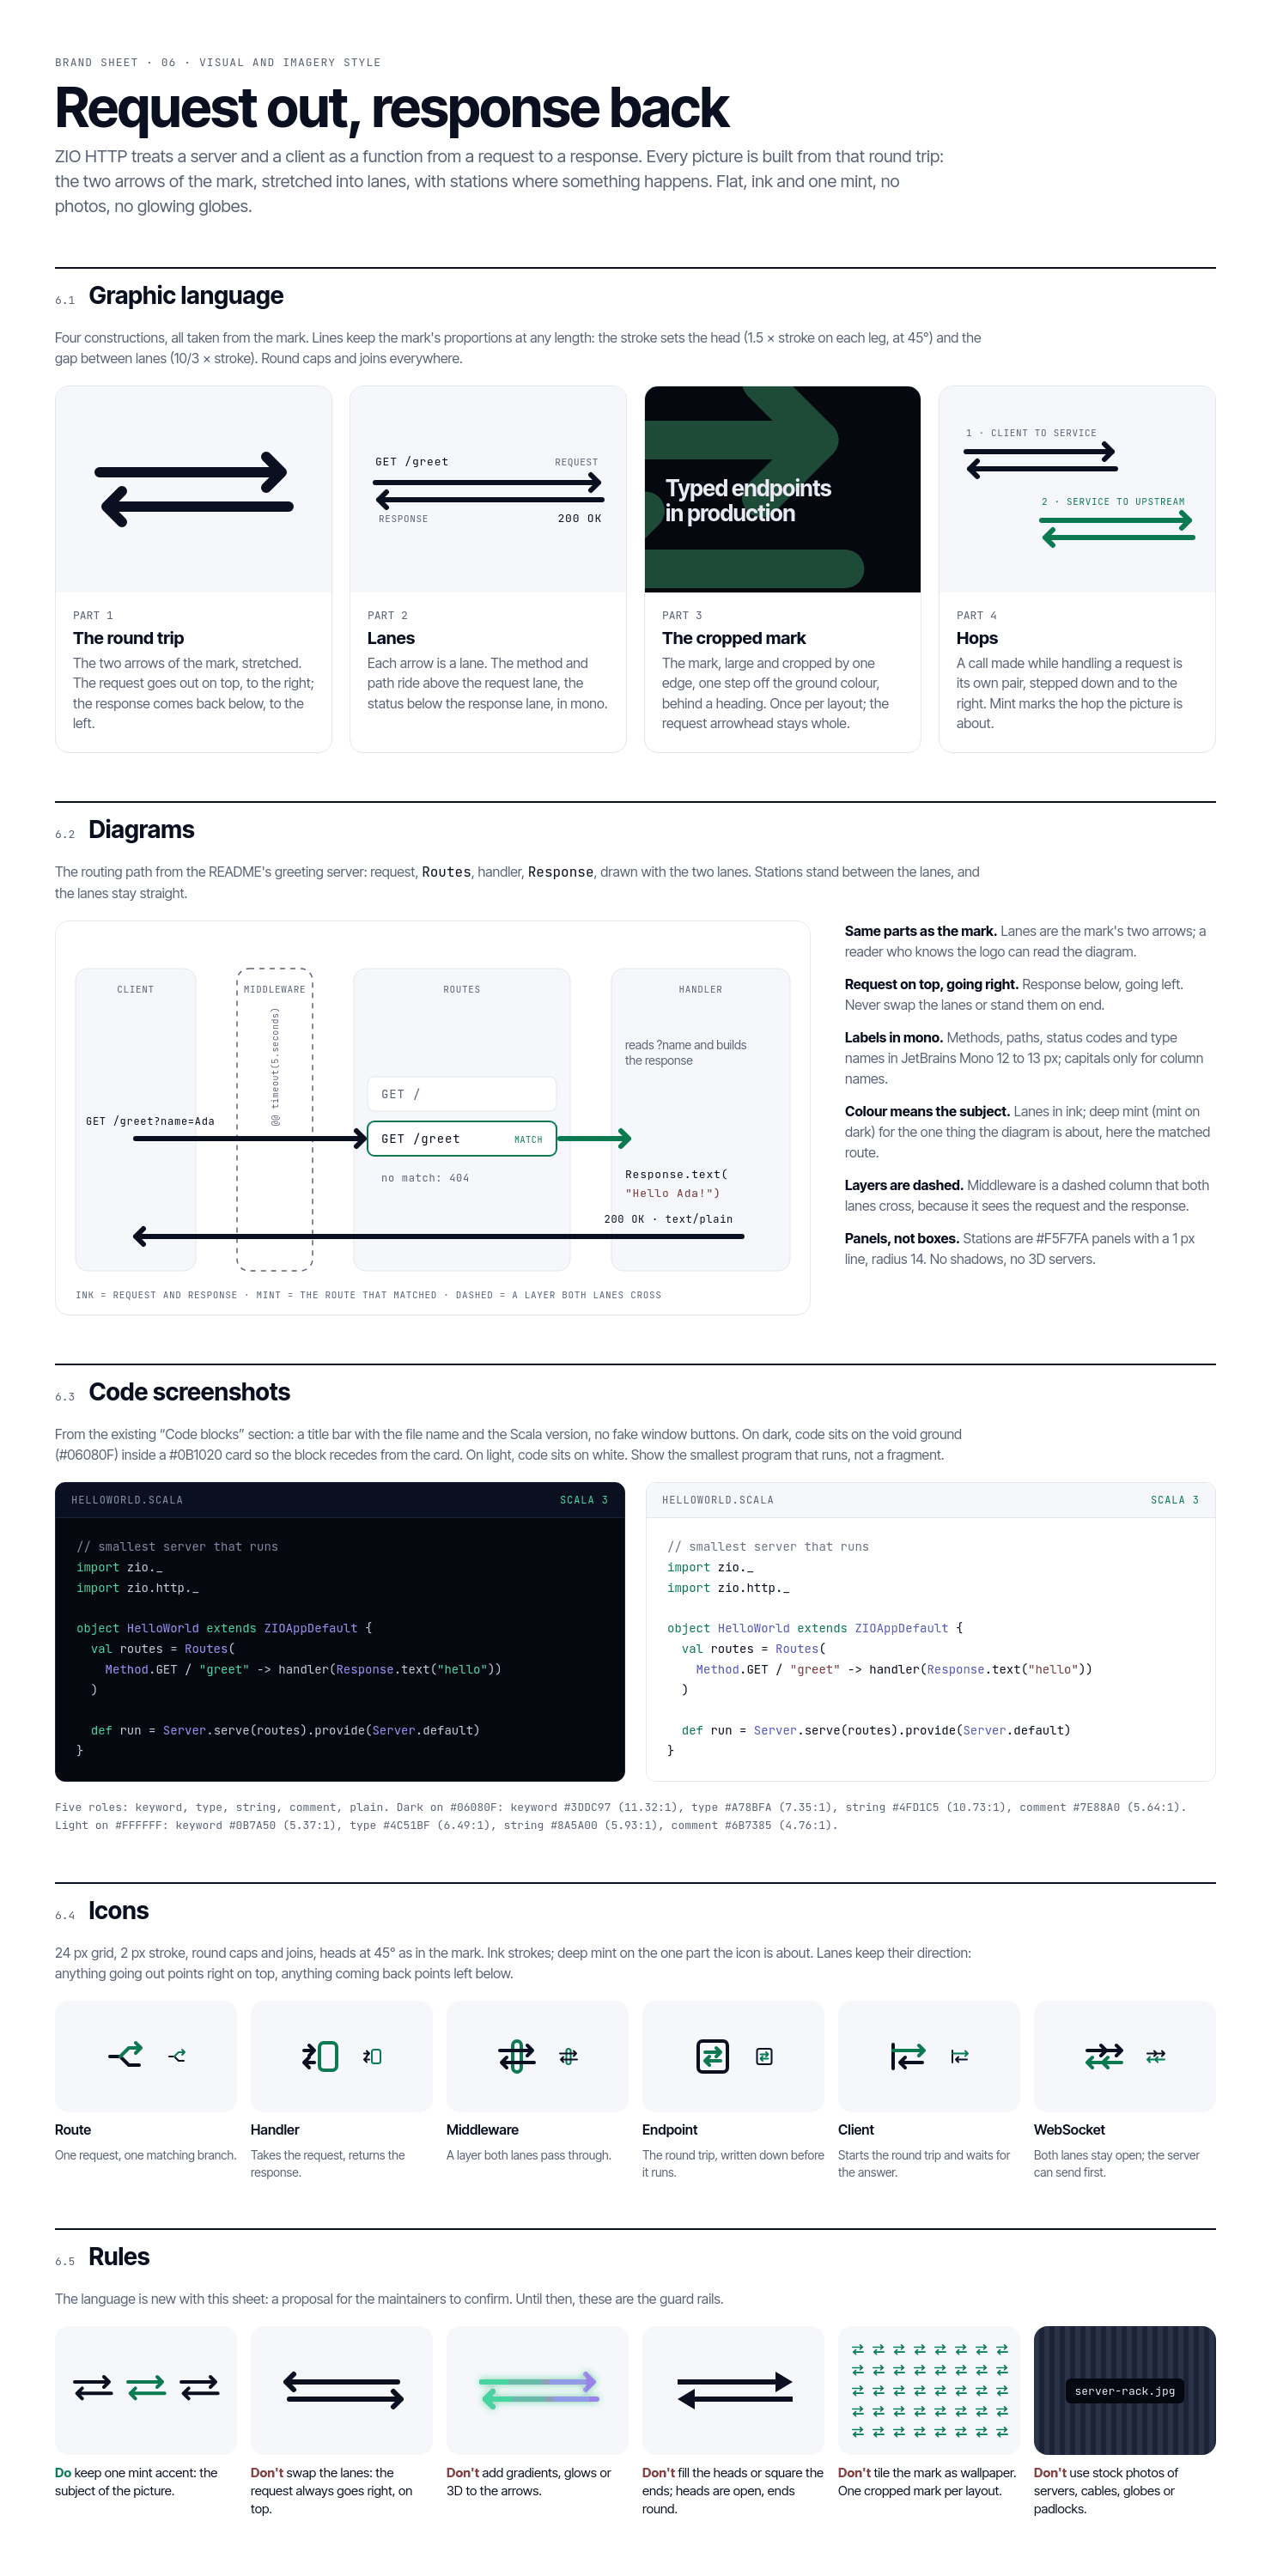 BRAND SHEET · 06 · VISUAL AND IMAGERY STYLE
Request out, response back
ZIO HTTP treats a server and a client as a function from a request to a response. Every picture is built from that round trip:
the two arrows of the mark, stretched into lanes, with stations where something happens. Flat, ink and one mint, no
photos, no glowing globes.
6.1 Graphic language
Four constructions, all taken from the mark. Lines keep the mark's proportions at any length: the stroke sets the head (1.5 × stroke on each leg, at 45°) and the
gap between lanes (10/3 × stroke). Round caps and joins everywhere.
GET /greet
REQUEST
RESPONSE
200 OK
Typed endpoints
in production
1 · CLIENT TO SERVICE
2 · SERVICE TO UPSTREAM
PART 1
The round trip
The two arrows of the mark, stretched.
The request goes out on top, to the right;
the response comes back below, to the
left.
PART 2
Lanes
Each arrow is a lane. The method and
path ride above the request lane, the
status below the response lane, in mono.
PART 3
The cropped mark
The mark, large and cropped by one
edge, one step off the ground colour,
behind a heading. Once per layout; the
request arrowhead stays whole.
PART 4
Hops
A call made while handling a request is
its own pair, stepped down and to the
right. Mint marks the hop the picture is
about.
6.2 Diagrams
The routing path from the README's greeting server: request, Routes, handler, Response, drawn with the two lanes. Stations stand between the lanes, and
the lanes stay straight.
CLIENT
MIDDLEWARE
ROUTES
HANDLER
@@ timeout(5.seconds)
reads ?name and builds
the response
GET /
GET /greet?name=Ada
GET /greet
MATCH
no match: 404
Response.text(
"Hello Ada!")
200 OK · text/plain
INK = REQUEST AND RESPONSE · MINT = THE ROUTE THAT MATCHED · DASHED = A LAYER BOTH LANES CROSS
Same parts as the mark. Lanes are the mark's two arrows; a
reader who knows the logo can read the diagram.
Request on top, going right. Response below, going left.
Never swap the lanes or stand them on end.
Labels in mono. Methods, paths, status codes and type
names in JetBrains Mono 12 to 13 px; capitals only for column
names.
Colour means the subject. Lanes in ink; deep mint (mint on
dark) for the one thing the diagram is about, here the matched
route.
Layers are dashed. Middleware is a dashed column that both
lanes cross, because it sees the request and the response.
Panels, not boxes. Stations are #F5F7FA panels with a 1 px
line, radius 14. No shadows, no 3D servers.
6.3 Code screenshots
From the existing “Code blocks” section: a title bar with the file name and the Scala version, no fake window buttons. On dark, code sits on the void ground
(#06080F) inside a #0B1020 card so the block recedes from the card. On light, code sits on white. Show the smallest program that runs, not a fragment.
HELLOWORLD.SCALA
SCALA 3
// smallest server that runs
import zio._
import zio.http._
object HelloWorld extends ZIOAppDefault {
val routes = Routes(
Method.GET / "greet" -> handler(Response.text("hello"))
)
def run = Server.serve(routes).provide(Server.default)
}
HELLOWORLD.SCALA
SCALA 3
// smallest server that runs
import zio._
import zio.http._
object HelloWorld extends ZIOAppDefault {
val routes = Routes(
Method.GET / "greet" -> handler(Response.text("hello"))
)
def run = Server.serve(routes).provide(Server.default)
}
Five roles: keyword, type, string, comment, plain. Dark on #06080F: keyword #3DDC97 (11.32:1), type #A78BFA (7.35:1), string #4FD1C5 (10.73:1), comment #7E88A0 (5.64:1).
Light on #FFFFFF: keyword #0B7A50 (5.37:1), type #4C51BF (6.49:1), string #8A5A00 (5.93:1), comment #6B7385 (4.76:1).
6.4 Icons
24 px grid, 2 px stroke, round caps and joins, heads at 45° as in the mark. Ink strokes; deep mint on the one part the icon is about. Lanes keep their direction:
anything going out points right on top, anything coming back points left below.
Route
One request, one matching branch.
Handler
Takes the request, returns the
response.
Middleware
A layer both lanes pass through.
Endpoint
The round trip, written down before
it runs.
Client
Starts the round trip and waits for
the answer.
WebSocket
Both lanes stay open; the server
can send first.
6.5 Rules
The language is new with this sheet: a proposal for the maintainers to confirm. Until then, these are the guard rails.
server-rack.jpg
Do keep one mint accent: the
subject of the picture.
Don't swap the lanes: the
request always goes right, on
top.
Don't add gradients, glows or
3D to the arrows.
Don't fill the heads or square the
ends; heads are open, ends
round.
Don't tile the mark as wallpaper.
One cropped mark per layout.
Don't use stock photos of
servers, cables, globes or
padlocks.